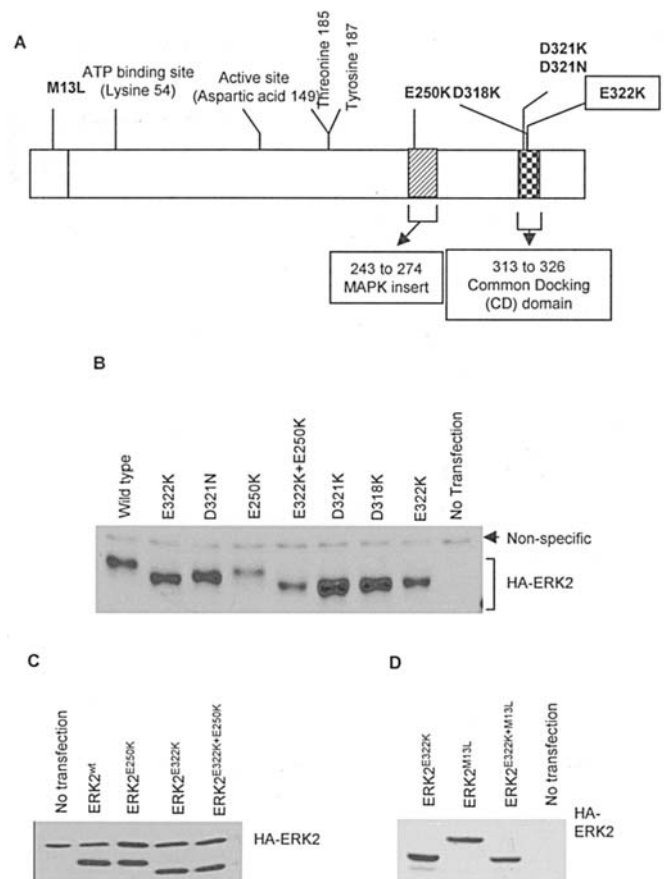 A
M13L
ATP binding site
(Lysine 54)
Active site
(Aspartic acid 149)
Threonine 185
Tyrosine 187
E250K
D318K
D321K
D321N
E322K
243 to 274
MAPK insert
313 to 326
Common Docking
(CD) domain
B
Wild type
E322K
D321N
E250K
E322K+E250K
D321K
D318K
E322K
No Transfection
Non-specific
HA-ERK2
C
No transfection
ERK2wt
ERK2E250K
ERK2E322K
ERK2E322K+E250K
HA-ERK2
D
ERK2E322K
ERK2M13L
ERK2E322K+M13L
No transfection
HA-
ERK2